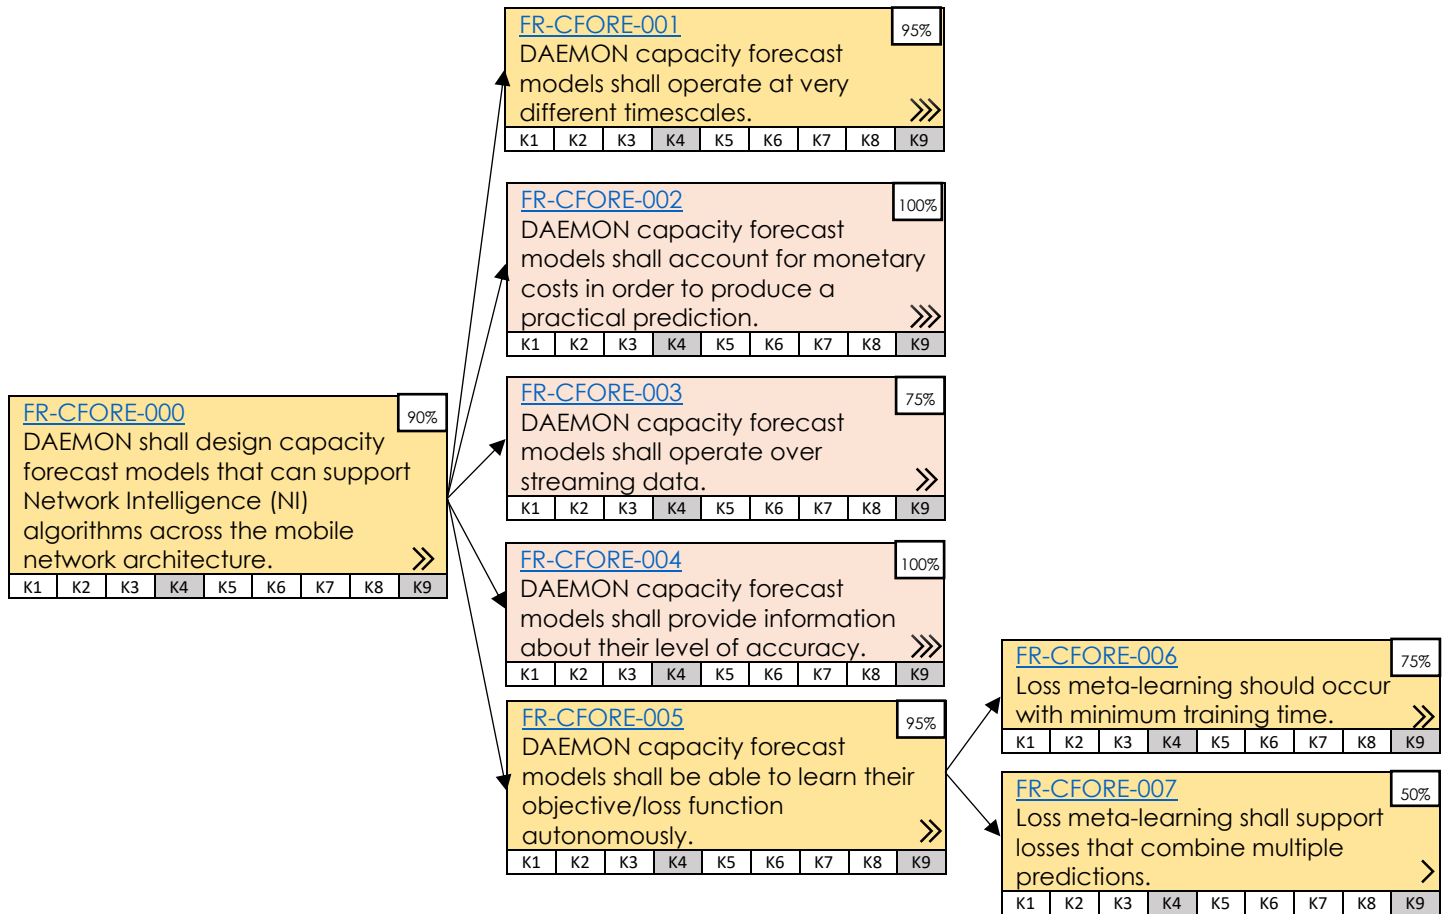 FR-CFORE-001
95%
DAEMON capacity forecast
models shall operate at very
different timescales.
K1 K2 K3 K4 K5 K6 K7 K8 K9
FR-CFORE-002
100%
DAEMON capacity forecast
models shall account for monetary
costs in order to produce a
practical prediction.
K1 K2 K3 K4 K5 K6 K7 K8 K9
FR-CFORE-003
75%
DAEMON capacity forecast
models shall operate over
streaming data.
K1 K2 K3 K4 K5 K6 K7 K8 K9
FR-CFORE-000
90%
DAEMON shall design capacity
forecast models that can support
Network Intelligence (NI)
algorithms across the mobile
network architecture.
K1 K2 K3 K4 K5 K6 K7 K8 K9
FR-CFORE-004
100%
DAEMON capacity forecast
models shall provide information
about their level of accuracy.
K1 K2 K3 K4 K5 K6 K7 K8 K9
FR-CFORE-005
95%
DAEMON capacity forecast
models shall be able to learn their
objective/loss function
autonomously.
K1 K2 K3 K4 K5 K6 K7 K8 K9
FR-CFORE-006
75%
Loss meta-learning should occur
with minimum training time.
K1 K2 K3 K4 K5 K6 K7 K8 K9
FR-CFORE-007
50%
Loss meta-learning shall support
losses that combine multiple
predictions.
K1 K2 K3 K4 K5 K6 K7 K8 K9